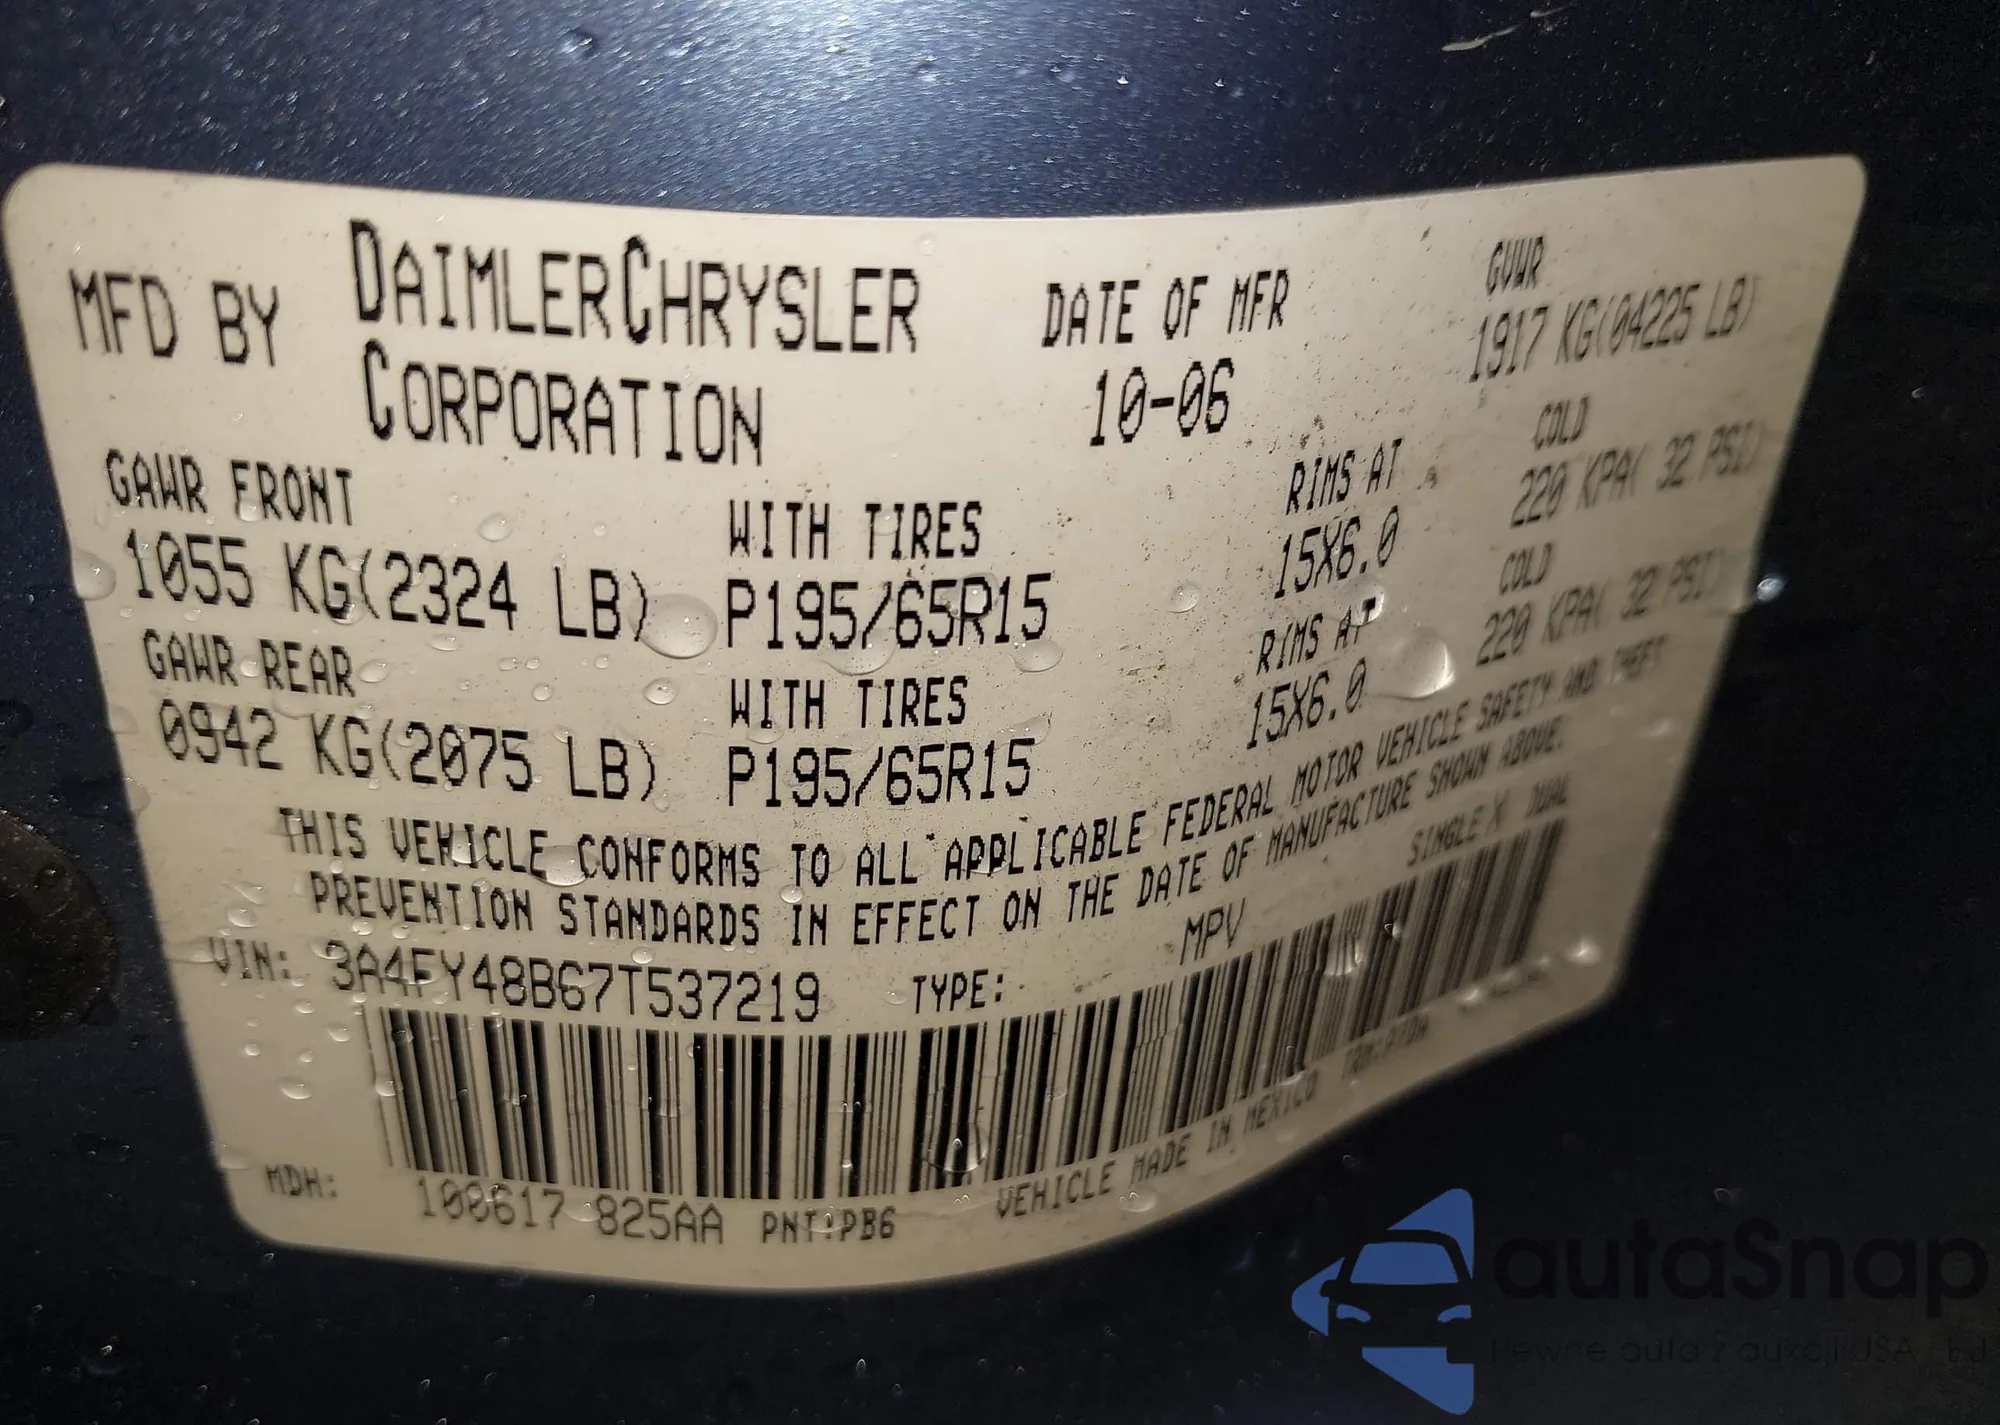 MFD BY DAIMLERCHRYSLER CORPORATION
DATE OF MFR
10-06
GVWR
1917 KG(04225 LB)
GAWR FRONT
1055 KG(2324 LB)
WITH TIRES
P195/65R15
RIMS AT
15X6.0
COLD
220 KPA( 32 PSI)
GAWR REAR
0942 KG(2075 LB)
WITH TIRES
P195/65R15
RIMS AT
15X6.0
COLD
220 KPA( 32 PSI)
THIS VEHICLE CONFORMS TO ALL APPLICABLE FEDERAL MOTOR VEHICLE SAFETY AND THEFT
PREVENTION STANDARDS IN EFFECT ON THE DATE OF MANUFACTURE SHOWN ABOVE.
VIN: 3A4FY48B67T537219 TYPE: MPV SINGLE X DUAL
MDH: 100617 825AA PNT:PB6 VEHICLE MADE IN MEXICO
autaSnap
Pewne auta z aukcji USA